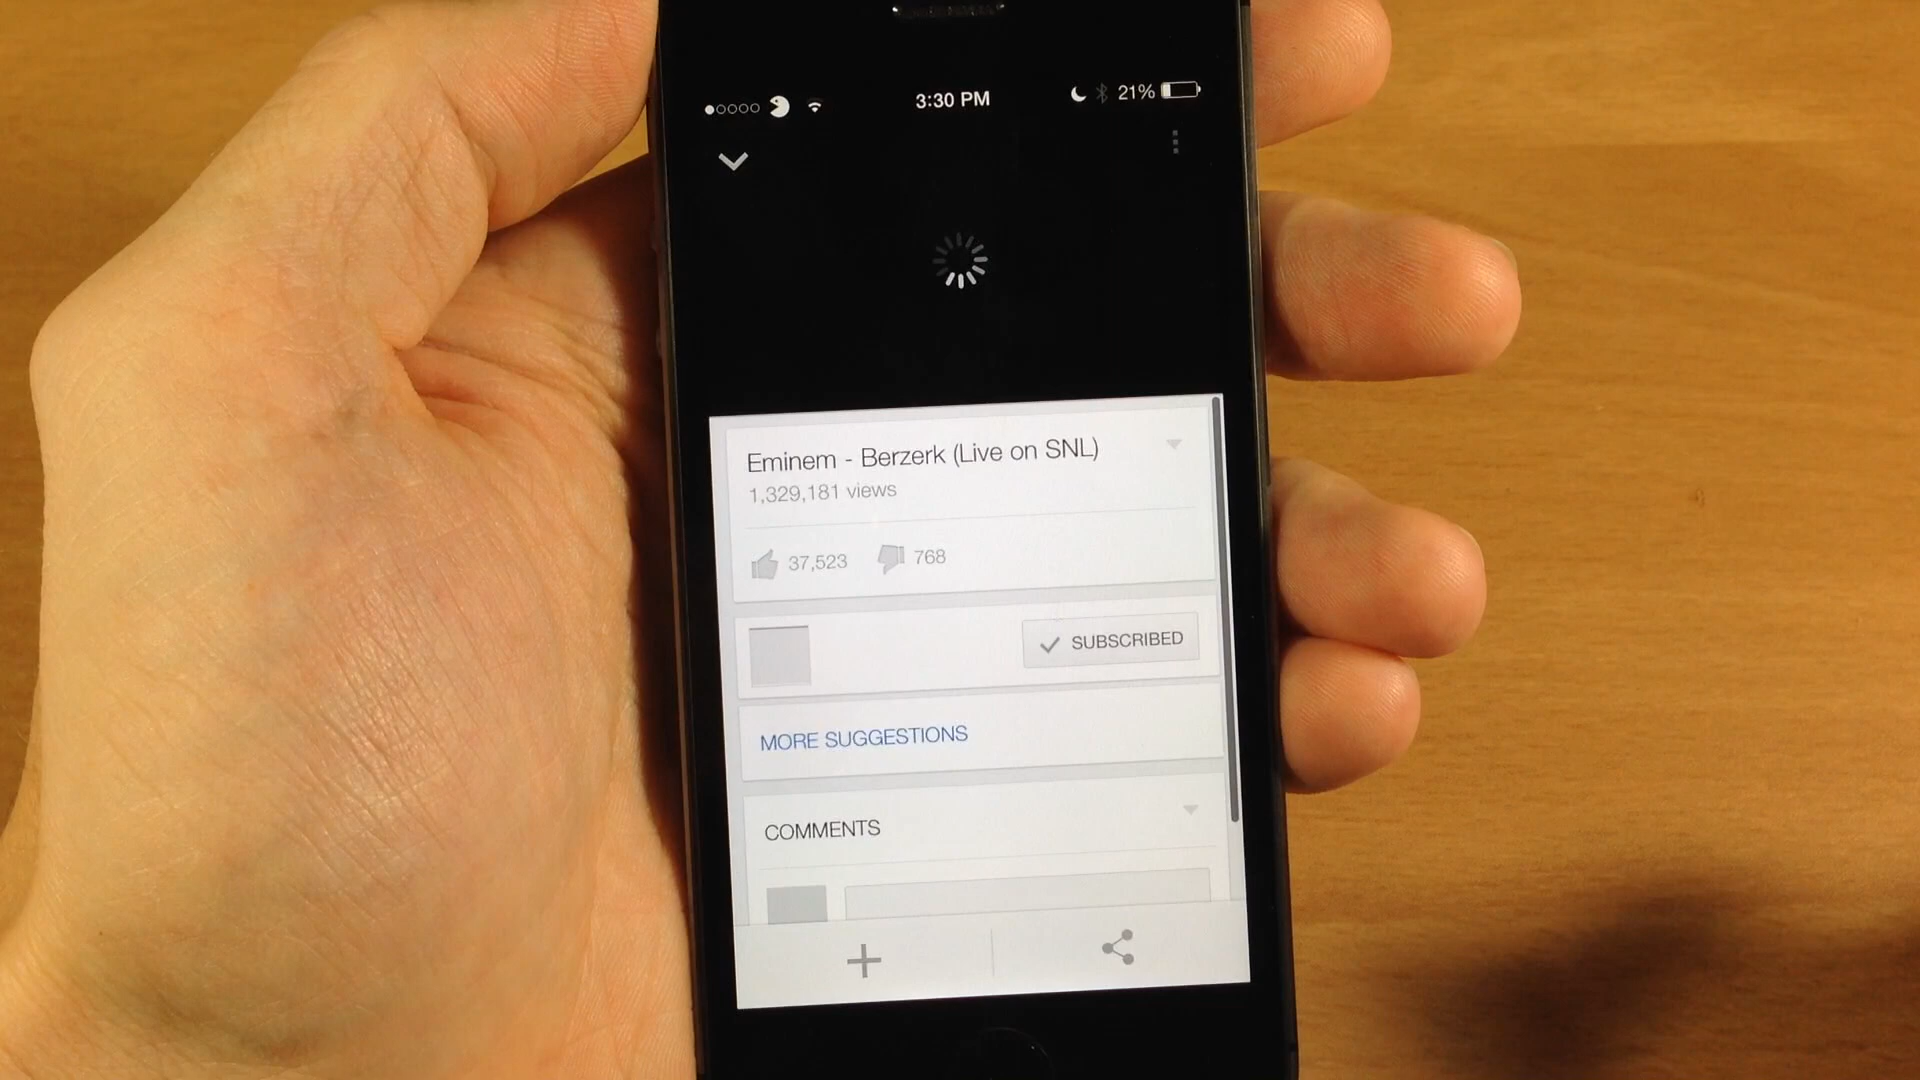 3:30 PM
21%
Eminem - Berzerk (Live on SNL)
1,329,181 views
37,523 768
SUBSCRIBED
MORE SUGGESTIONS
COMMENTS